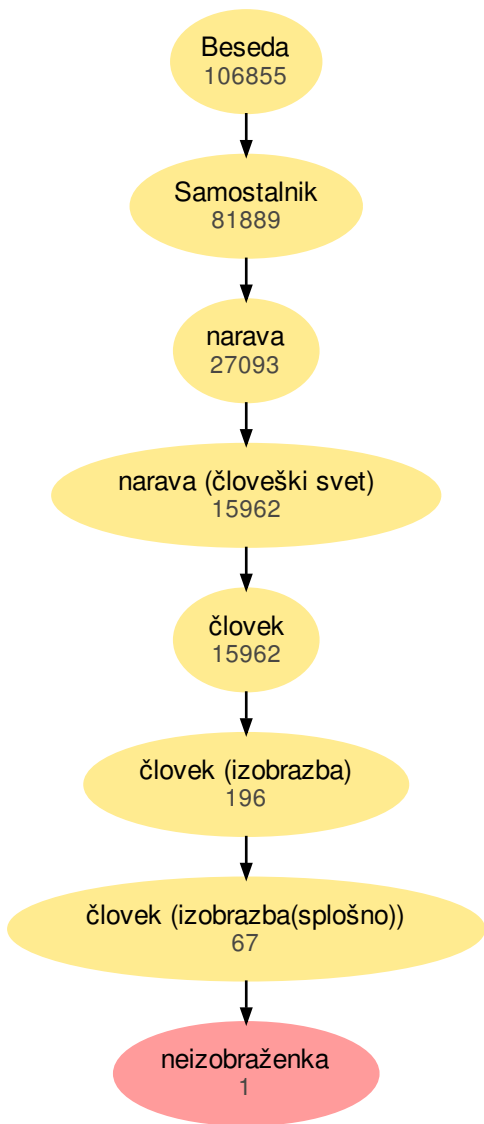 Beseda
106855
Samostalnik
81889
narava
27093
narava (človeški svet)
15962
človek
15962
človek (izobrazba)
196
človek (izobrazba(splošno))
67
neizobraženka
1